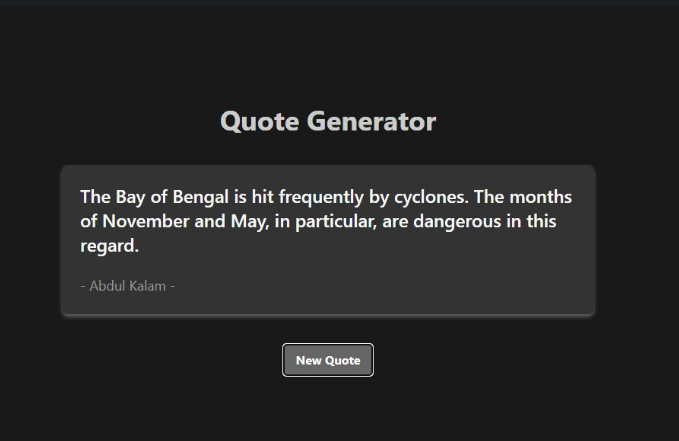 Quote Generator
The Bay of Bengal is hit frequently by cyclones. The months
of November and May, in particular, are dangerous in this
regard.
- Abdul Kalam -
New Quote